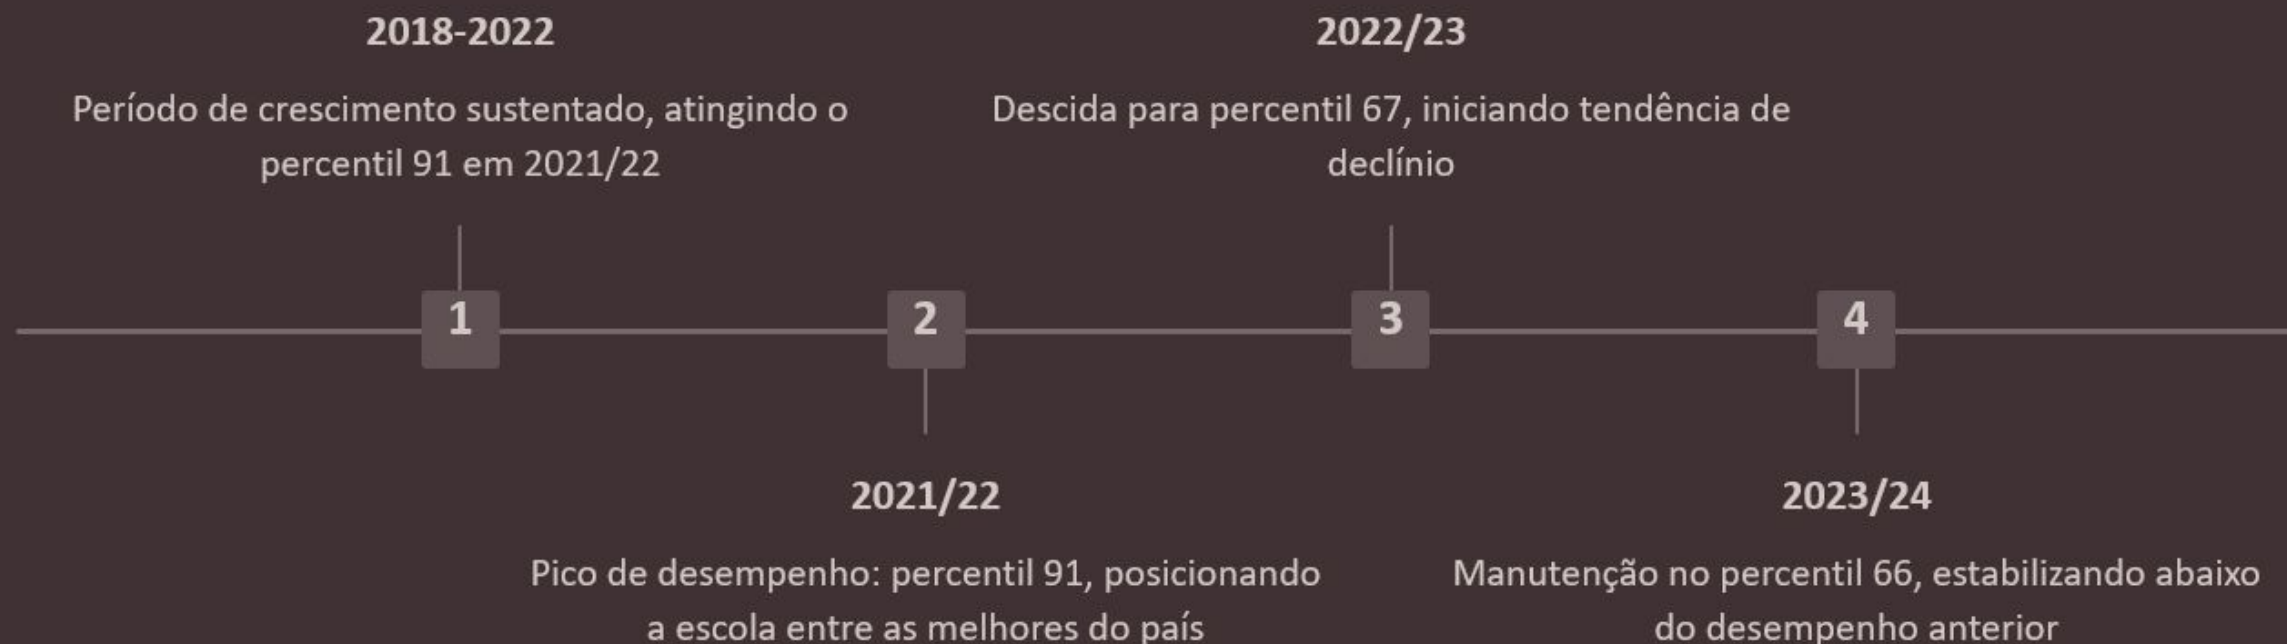 2018-2022
Período de crescimento sustentado, atingindo o
percentil 91 em 2021/22
2022/23
Descida para percentil 67, iniciando tendência de
declínio
1
2
3
4
2021/22
Pico de desempenho: percentil 91, posicionando
a escola entre as melhores do país
2023/24
Manutenção no percentil 66, estabilizando abaixo
do desempenho anterior